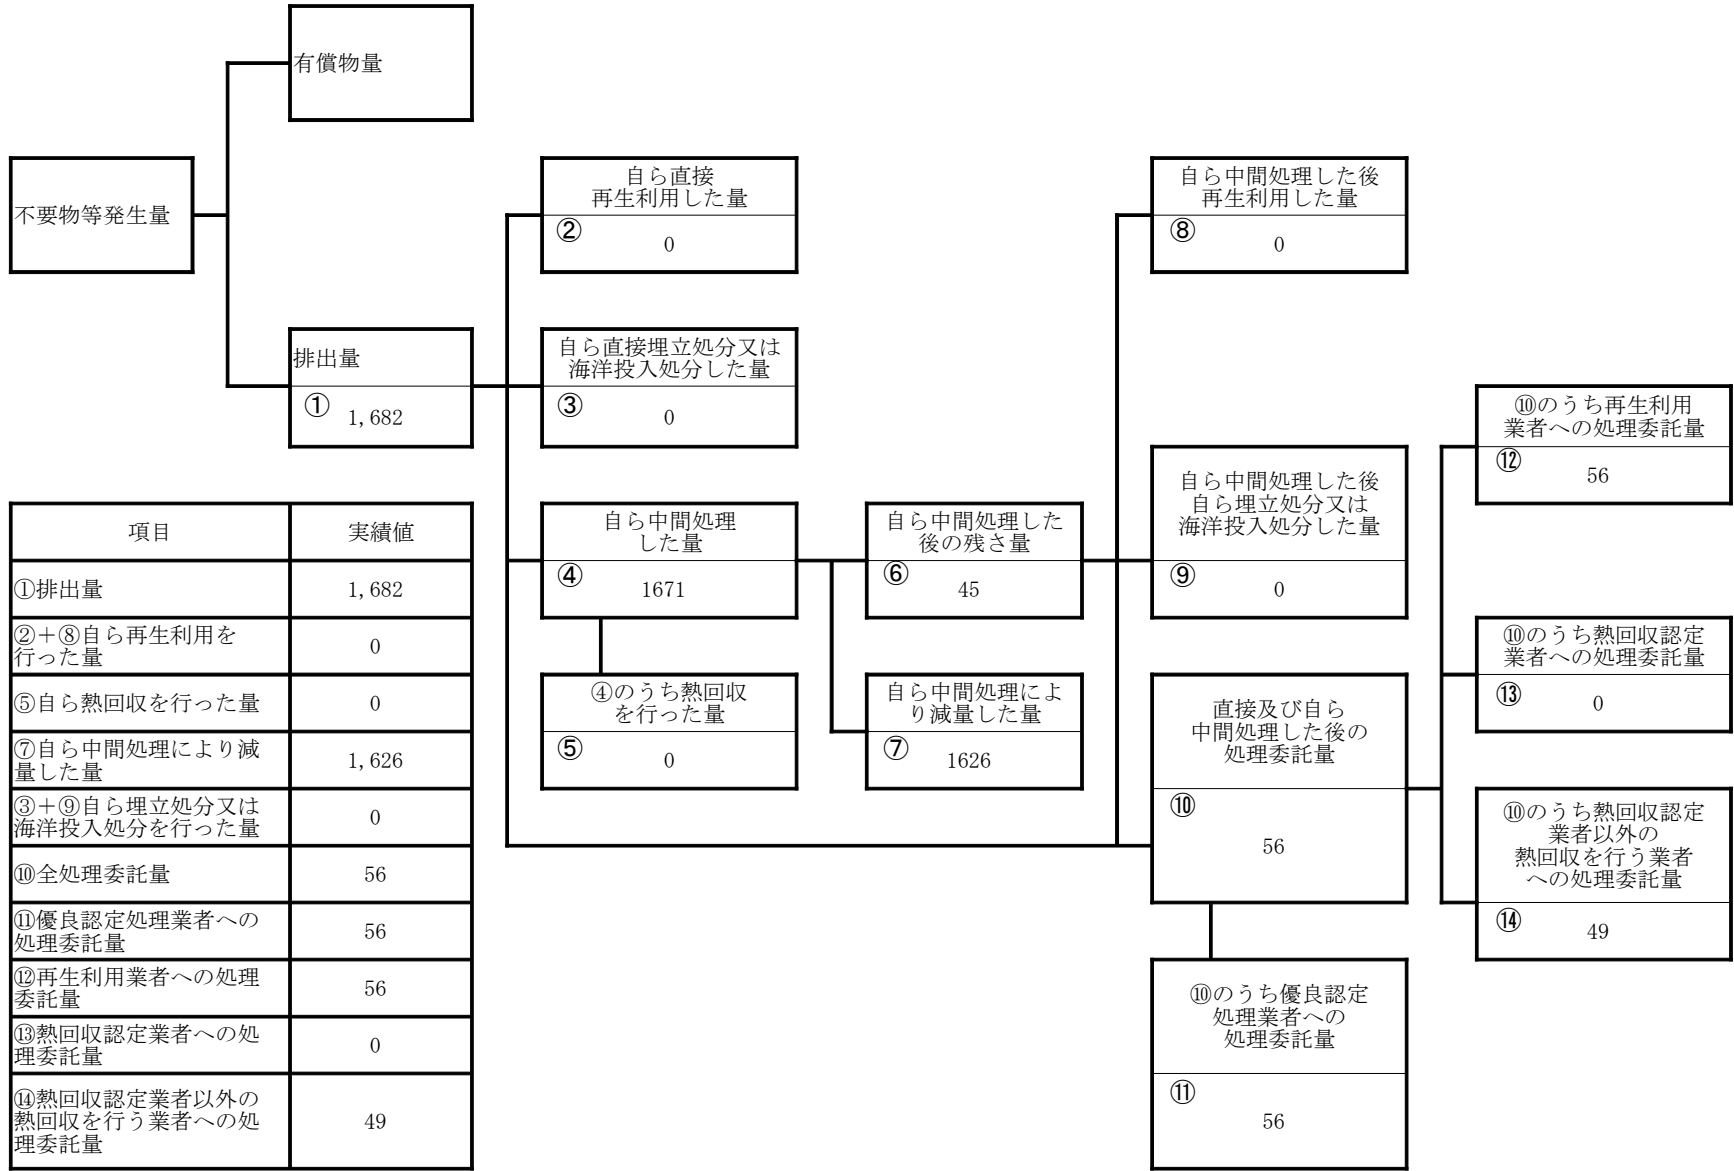 有償物量
不要物等発生量
自ら直接
再生利用した量
②
0
自ら中間処理した後
再生利用した量
⑧
0
排出量
①
1,682
自ら直接埋立処分又は
海洋投入処分した量
③
0
⑩のうち再生利用
業者への処理委託量
⑫
56
自ら中間処理
した量
④
1671
自ら中間処理した
後の残さ量
⑥
45
自ら中間処理した後
自ら埋立処分又は
海洋投入処分した量
⑨
0
⑩のうち熱回収認定
業者への処理委託量
⑬
0
④のうち熱回収
を行った量
⑤
0
自ら中間処理によ
り減量した量
⑦
1626
直接及び自ら
中間処理した後の
処理委託量
⑩
56
⑩のうち熱回収認定
業者以外の
熱回収を行う業者
への処理委託量
⑭
49
⑩のうち優良認定
処理業者への
処理委託量
⑪
56
項目 実績値
①排出量 1,682
②+⑧自ら再生利用を
行った量 0
⑤自ら熱回収を行った量 0
⑦自ら中間処理により減
量した量 1,626
③+⑨自ら埋立処分又は
海洋投入処分を行った量 0
⑩全処理委託量 56
⑪優良認定処理業者への
処理委託量 56
⑫再生利用業者への処理
委託量 56
⑬熱回収認定業者への処
理委託量 0
⑭熱回収認定業者以外の
熱回収を行う業者への処
理委託量 49